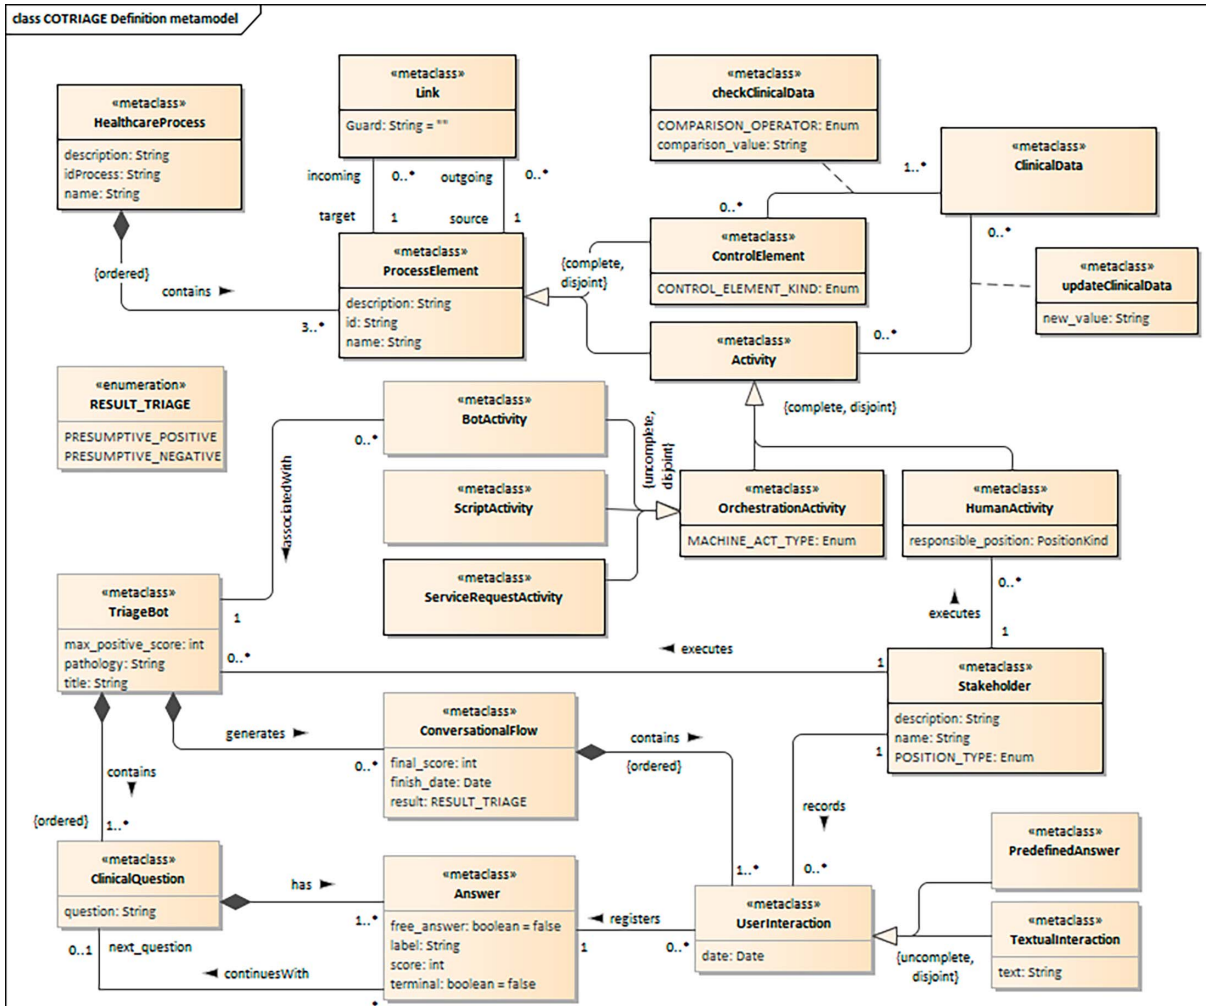 class COTRIAGE Definition metamodel
«metaclass»
HealthcareProcess
description: String
idProcess: String
name: String
«metaclass»
Link
Guard: String = ""
«metaclass»
checkClinicalData
COMPARISON_OPERATOR: Enum
comparison_value: String
«metaclass»
ClinicalData
1..*
0..*
0..*
incoming
0..*
outgoing
0..*
target
1
source
1
{ordered}
contains
3..*
«metaclass»
ProcessElement
description: String
id: String
name: String
{complete,
disjoint}
«metaclass»
ControlElement
CONTROL_ELEMENT_KIND: Enum
«metaclass»
updateClinicalData
new_value: String
«metaclass»
Activity
0..*
{complete, disjoint}
«enumeration»
RESULT_TRIAGE
PRESUMPTIVE_POSITIVE
PRESUMPTIVE_NEGATIVE
«metaclass»
BotActivity
0..*
associatedWith
1
«metaclass»
ScriptActivity
«metaclass»
ServiceRequestActivity
{uncomplete,
disjoint}
«metaclass»
OrchestrationActivity
MACHINE_ACT_TYPE: Enum
«metaclass»
HumanActivity
responsible_position: PositionKind
0..*
executes
1
«metaclass»
TriageBot
max_positive_score: int
pathology: String
title: String
0..*
executes
1
«metaclass»
Stakeholder
description: String
name: String
POSITION_TYPE: Enum
1
generates
0..*
«metaclass»
ConversationalFlow
final_score: int
finish_date: Date
result: RESULT_TRIAGE
contains
{ordered}
1..*
records
0..*
contains
{ordered}
1..*
«metaclass»
ClinicalQuestion
question: String
has
1..*
«metaclass»
Answer
free_answer: boolean = false
label: String
score: int
terminal: boolean = false
0..1
next_question
continuesWith
*
registers
1
0..*
«metaclass»
UserInteraction
date: Date
«metaclass»
PredefinedAnswer
«metaclass»
TextualInteraction
text: String
{uncomplete,
disjoint}